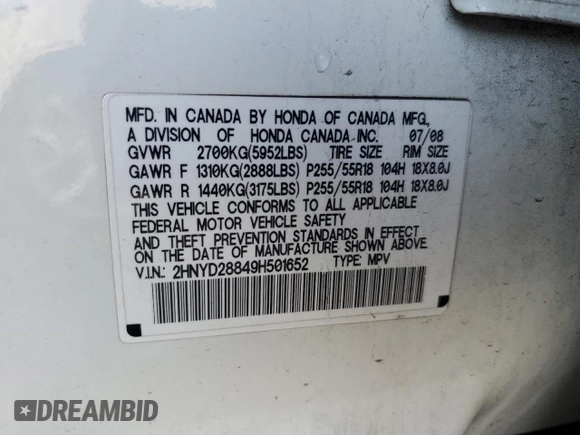 MFD. IN CANADA BY HONDA OF CANADA MFG.,
A DIVISION OF HONDA CANADA INC. 07/08
GVWR 2700KG(5952LBS) TIRE SIZE RIM SIZE
GAWR F 1310KG(2888LBS) P255/55R18 104H 18X8.0J
GAWR R 1440KG(3175LBS) P255/55R18 104H 18X8.0J
THIS VEHICLE CONFORMS TO ALL APPLICABLE
FEDERAL MOTOR VEHICLE SAFETY
AND THEFT PREVENTION STANDARDS IN EFFECT
ON THE DATE OF MANUFACTURE SHOWN ABOVE.
V.I.N.: 2HNYD28849H501652 TYPE: MPV
DREAMBID